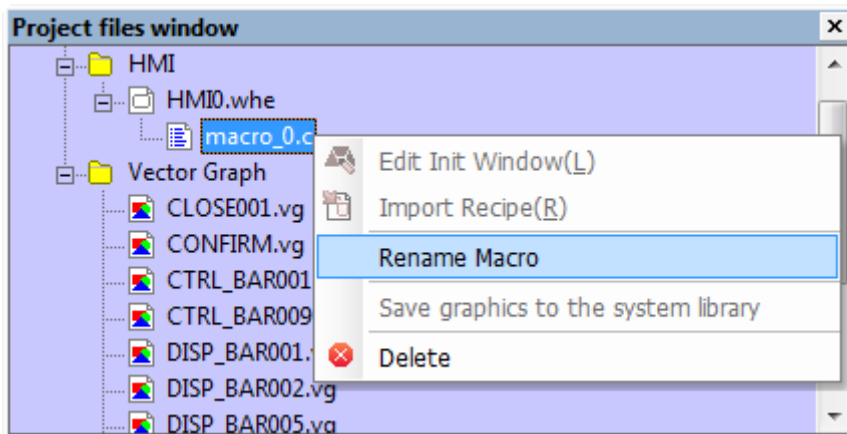 Project files window
HMI
HMI0.whe
macro_0.c
Edit Init Window(L)
Vector Graph
CLOSE001.vg
Import Recipe(R)
CONFIRM.vg
Rename Macro
CTRL_BAR001
CTRL_BAR009
Save graphics to the system library
DISP_BAR001.
Delete
DISP_BAR002.vg
DISP_BAR005.vg